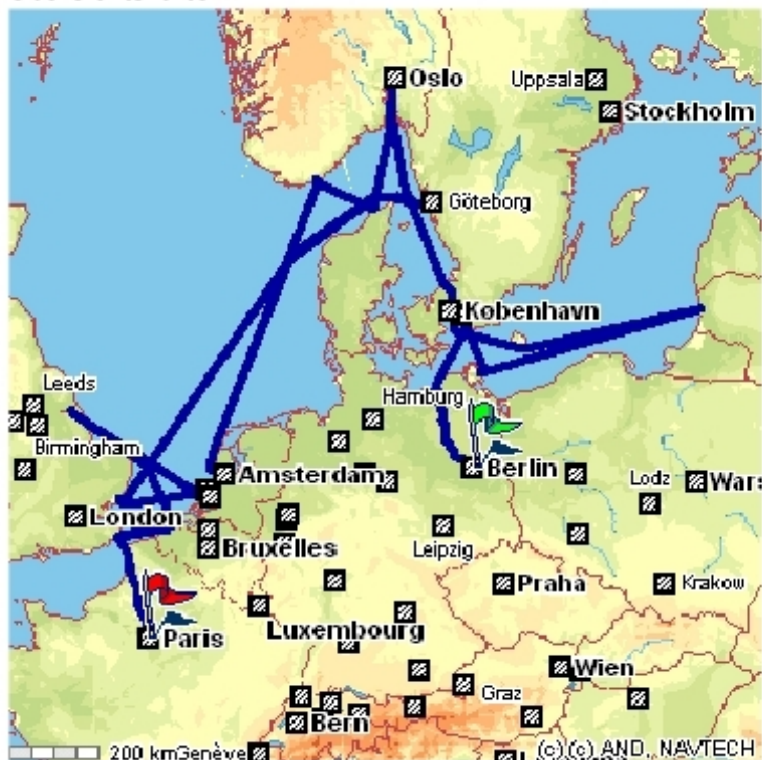 Oslo
Uppsala
Stockholm
Göteborg
København
Leeds
Hamburg
Birmingham
Amsterdam
Berlin
Lodz
London
Bruxelles
Leipzig
Praha
Krakow
Luxembourg
Paris
Wien
Graz
Bern
200 km
Genève
(c)(c) AND, NAVTECH